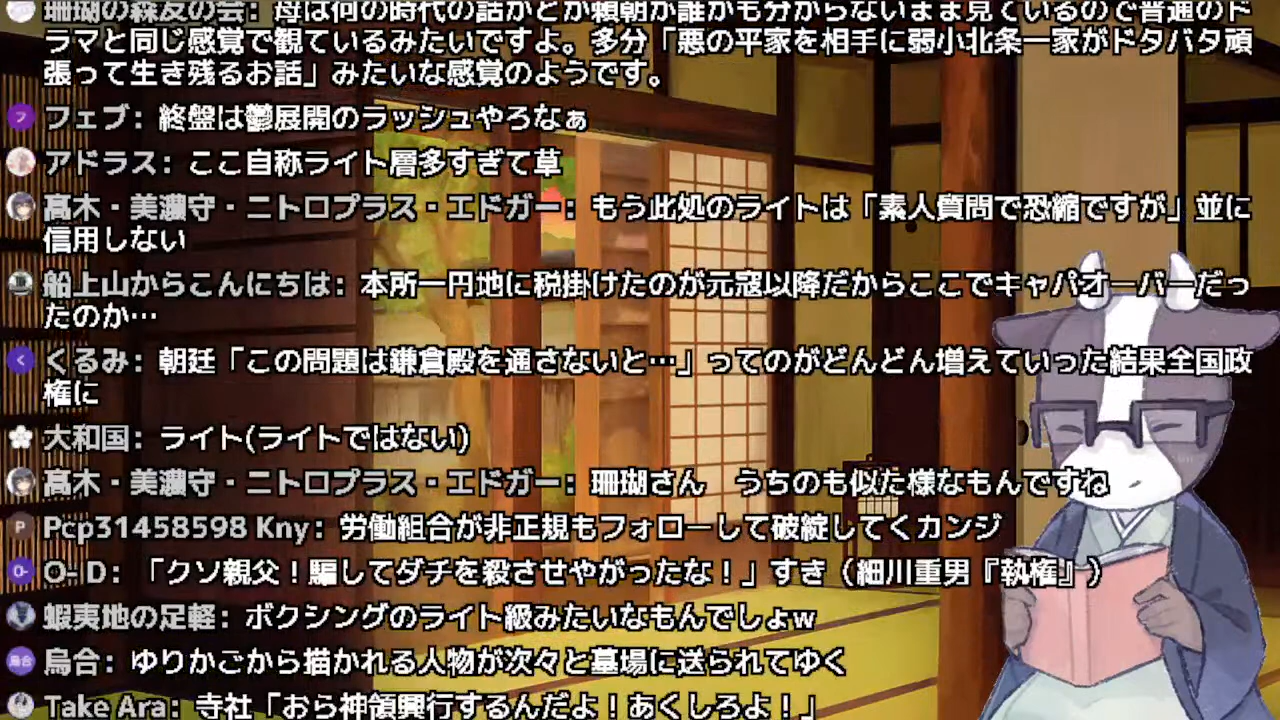 珊瑚の森友の会: 母は何の時代の話かとか頼朝が誰かも分からないまま見ているので普通のド
ラマと同じ感覚で観ているみたいですよ。多分「悪の平家を相手に弱小北条一家がドタバタ頑
張って生き残るお話」みたいな感覚のようです。
フ
フェブ: 終盤は鬱展開のラッシュやろなぁ
アドラス: ここ自称ライト層多すぎて草
髙木・美濃守・ニトロプラス・エドガー: もう此処のライトは「素人質問で恐縮ですが」並に
信用しない
船上山からこんにちは: 本所一円地に税掛けたのが元寇以降だからここでキャパオーバーだっ
たのか…
く
くるみ: 朝廷「この問題は鎌倉殿を通さないと…」ってのがどんどん増えていった結果全国政
権に
大和国: ライト(ライトではない)
髙木・美濃守・ニトロプラス・エドガー: 珊瑚さん　うちのも似た様なもんですね
P
Pcp31458598 Kny: 労働組合が非正規もフォローして破綻してくカンジ
O-
O- D: 「クソ親父！騙してダチを殺させやがったな！」すき（細川重男『執権』）
蝦夷地の足軽: ボクシングのライト級みたいなもんでしょw
烏合
烏合: ゆりかごから描かれる人物が次々と墓場に送られてゆく
Take Ara: 寺社「おら神領興行するんだよ！あくしろよ！」